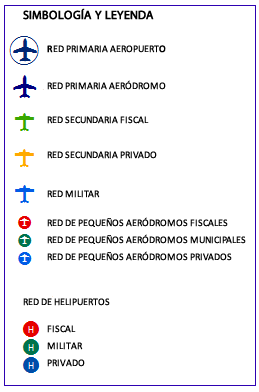 SIMBOLOGÍA Y LEYENDA
RED PRIMARIA AEROPUERTO
RED PRIMARIA AERÓDROMO
RED SECUNDARIA FISCAL
RED SECUNDARIA PRIVADO
RED MILITAR
RED DE PEQUEÑOS AERÓDROMOS FISCALES
RED DE PEQUEÑOS AERÓDROMOS MUNICIPALES
RED DE PEQUEÑOS AERÓDROMOS PRIVADOS
RED DE HELIPUERTOS
H FISCAL
H MILITAR
H PRIVADO